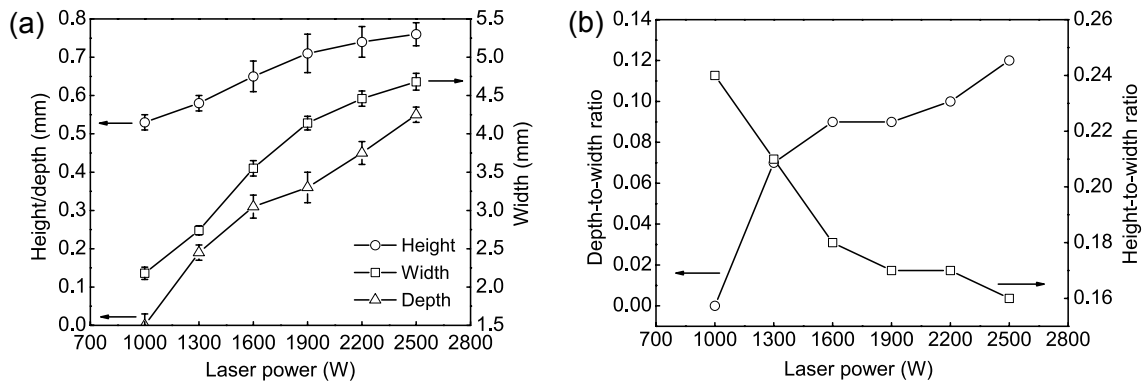 (a)
0.8
0.7
0.6
0.5
0.4
0.3
0.2
0.1
0.0
Height/depth (mm)
5.5
5.0
4.5
4.0
3.5
3.0
2.5
2.0
1.5
Width (mm)
Height
Width
Depth
700 1000 1300 1600 1900 2200 2500 2800
Laser power (W)
(b)
0.14
0.12
0.10
0.08
0.06
0.04
0.02
0.00
Depth-to-width ratio
0.26
0.24
0.22
0.20
0.18
0.16
Height-to-width ratio
700 1000 1300 1600 1900 2200 2500 2800
Laser power (W)